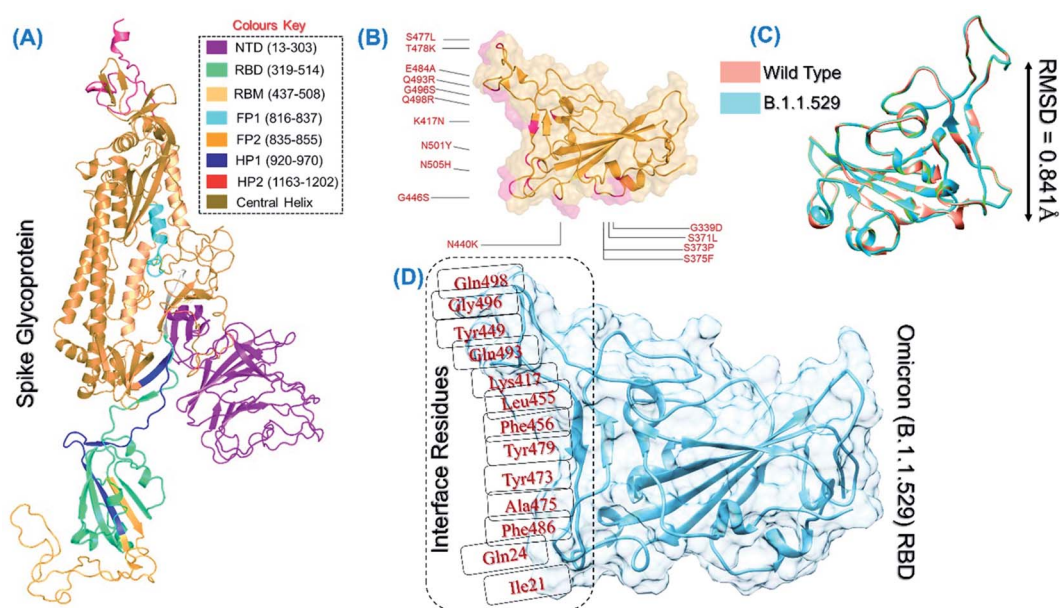 (A)
Spike Glycoprotein
Colours Key
NTD (13-303)
RBD (319-514)
RBM (437-508)
FP1 (816-837)
FP2 (835-855)
HP1 (920-970)
HP2 (1163-1202)
Central Helix
(B)
S477L
T478K
E484A
Q493R
G496S
Q498R
K417N
N501Y
N505H
G446S
N440K
G339D
S371L
S373P
S375F
(C)
Wild Type
B.1.1.529
RMSD = 0.841Å
(D)
Interface Residues
Gln498
Gly496
Tyr449
Gln493
Lys417
Leu455
Phe456
Tyr479
Tyr473
Ala475
Phe486
Gln24
Ile21
Omicron (B.1.1.529) RBD